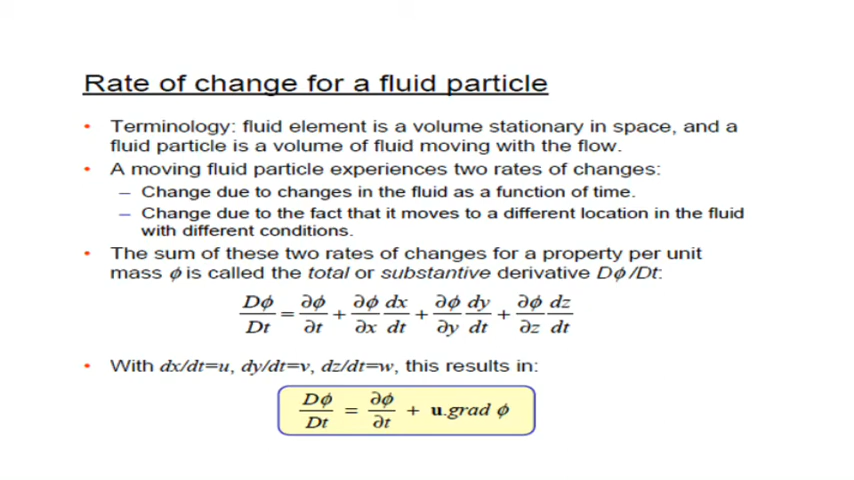 Rate of change for a fluid particle
• Terminology: fluid element is a volume stationary in space, and a
fluid particle is a volume of fluid moving with the flow.
• A moving fluid particle experiences two rates of changes:
– Change due to changes in the fluid as a function of time.
– Change due to the fact that it moves to a different location in the fluid
with different conditions.
• The sum of these two rates of changes for a property per unit
mass ϕ is called the total or substantive derivative Dϕ/Dt:
Dϕ/Dt = ∂ϕ/∂t + ∂ϕ/∂x dx/dt + ∂ϕ/∂y dy/dt + ∂ϕ/∂z dz/dt
• With dx/dt=u, dy/dt=v, dz/dt=w, this results in:
Dϕ/Dt = ∂ϕ/∂t + u.grad ϕ